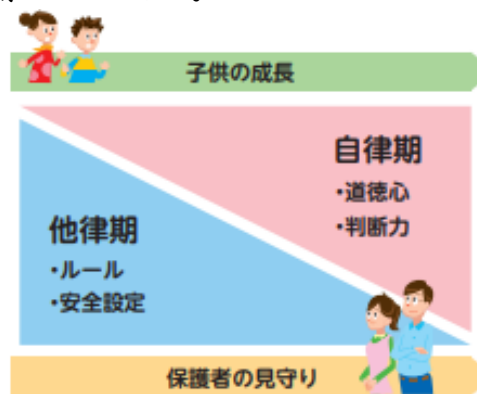 子供の成長
自律期
・道徳心
・判断力
他律期
・ルール
・安全設定
保護者の見守り